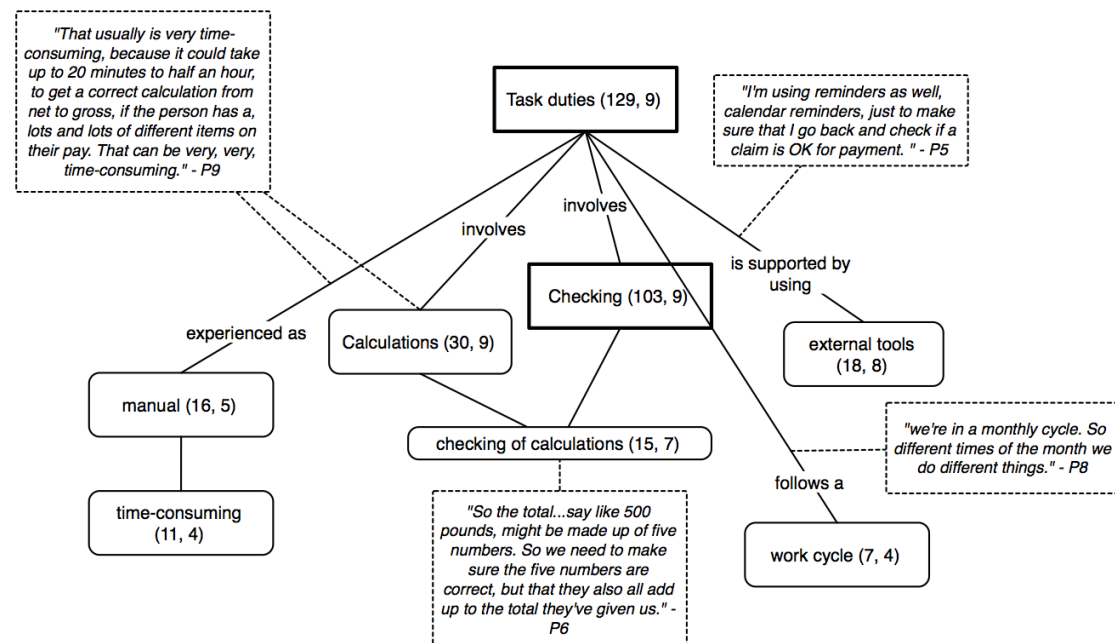 "That usually is very time-
consuming, because it could take
up to 20 minutes to half an hour,
to get a correct calculation from
net to gross, if the person has a,
lots and lots of different items on
their pay. That can be very, very,
time-consuming." - P9
Task duties (129, 9)
"I'm using reminders as well,
calendar reminders, just to make
sure that I go back and check if a
claim is OK for payment. " - P5
involves
involves
is supported by
using
experienced as
Calculations (30, 9)
Checking (103, 9)
external tools
(18, 8)
manual (16, 5)
checking of calculations (15, 7)
"we're in a monthly cycle. So
different times of the month we
do different things." - P8
follows a
time-consuming
(11, 4)
"So the total...say like 500
pounds, might be made up of five
numbers. So we need to make
sure the five numbers are
correct, but that they also all add
up to the total they've given us." -
P6
work cycle (7, 4)